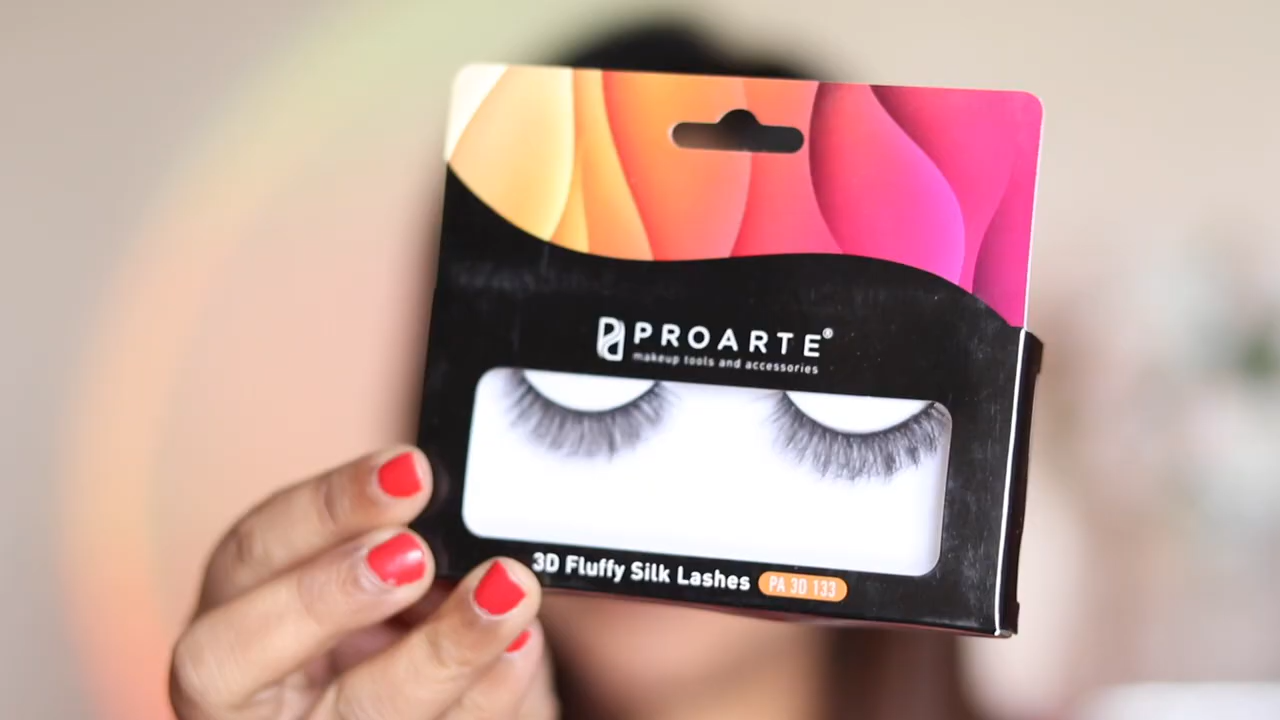 PROARTE®
makeup tools and accessories
3D Fluffy Silk Lashes PA 3D 133